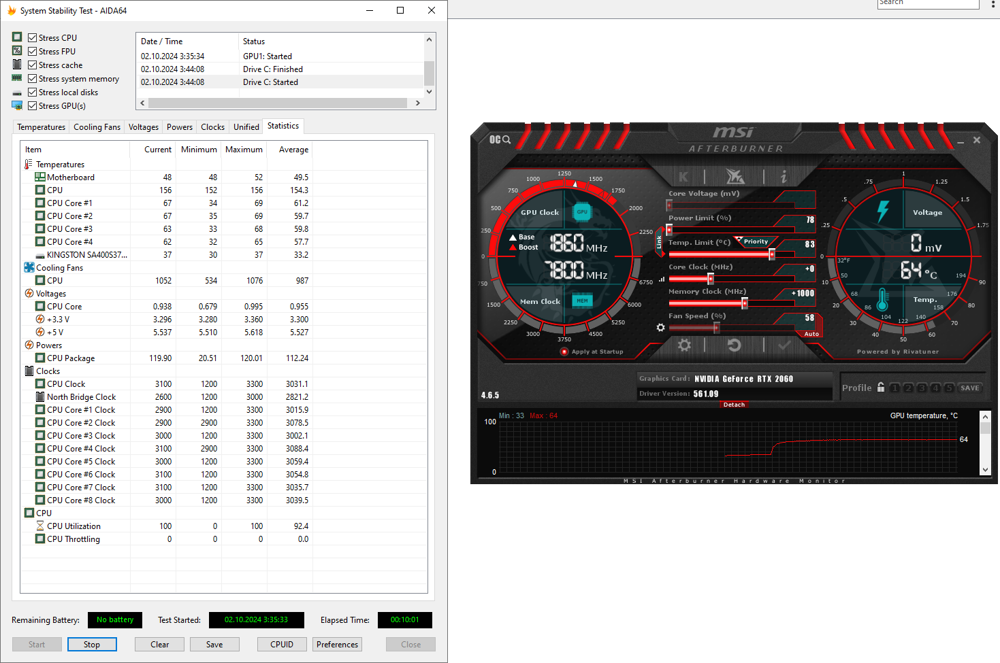 System Stability Test - AIDA64
Search
Stress CPU
Stress FPU
Stress cache
Stress system memory
Stress local disks
Stress GPU(s)
Date / Time Status
02.10.2024 3:35:34 GPU1: Started
02.10.2024 3:44:08 Drive C: Finished
02.10.2024 3:44:08 Drive C: Started
Temperatures Cooling Fans Voltages Powers Clocks Unified Statistics
Item Current Minimum Maximum Average
Temperatures
Motherboard 48 48 52 49.5
CPU 156 152 156 154.3
CPU Core #1 67 34 69 61.2
CPU Core #2 67 35 69 59.7
CPU Core #3 63 33 68 59.8
CPU Core #4 62 32 65 57.7
KINGSTON SA400S37... 37 30 37 33.2
Cooling Fans
CPU 1052 534 1076 987
Voltages
CPU Core 0.938 0.679 0.995 0.955
+3.3 V 3.296 3.280 3.360 3.300
+5 V 5.537 5.510 5.618 5.527
Powers
CPU Package 119.90 20.51 120.01 112.24
Clocks
CPU Clock 3100 1200 3300 3031.1
North Bridge Clock 2600 1200 3000 2821.2
CPU Core #1 Clock 2900 1200 3300 3015.9
CPU Core #2 Clock 2900 2900 3300 3078.5
CPU Core #3 Clock 3000 1200 3300 3002.1
CPU Core #4 Clock 3100 2900 3300 3088.4
CPU Core #5 Clock 3000 1200 3300 3059.4
CPU Core #6 Clock 3100 1200 3300 3054.8
CPU Core #7 Clock 3100 1200 3300 3035.7
CPU Core #8 Clock 3000 1200 3300 3039.5
CPU
CPU Utilization 100 0 100 92.4
CPU Throttling 0 0 0 0.0
Remaining Battery: No battery Test Started: 02.10.2024 3:35:33 Elapsed Time: 00:10:01
Start Stop Clear Save CPUID Preferences Close
OC
msi
AFTERBURNER
K i
0 250 500 750 1000 1250 1500 1750 2000 2250
GPU Clock GPU
Base
Boost
1860 MHz
7800 MHz
Mem Clock MEM
750 1500 2250 3000 3750 4500 5250 6000 6750
Apply at Startup
Core Voltage (mV)
Power Limit (%) 78
Link
Temp. Limit (ºC) Priority 83
Core Clock (MHz) +0
Memory Clock (MHz) +1000
Fan Speed (%) 58
Auto
0 .25 .5 .75 1 1.25 1.5 1.75
Voltage
0 mV
64 ºC
Temp.
32°F 50 68 86 104 122 140 158 176 194
10 20 30 40 50 60 70 80 90
Powered by Rivatuner
Graphics Card: NVIDIA GeForce RTX 2060
Driver Version: 561.09
4.6.5
Detach
Profile 1 2 3 4 5 SAVE
Min : 33 Max : 64 GPU temperature, °C
100
64
0
MSI Afterburner Hardware Monitor